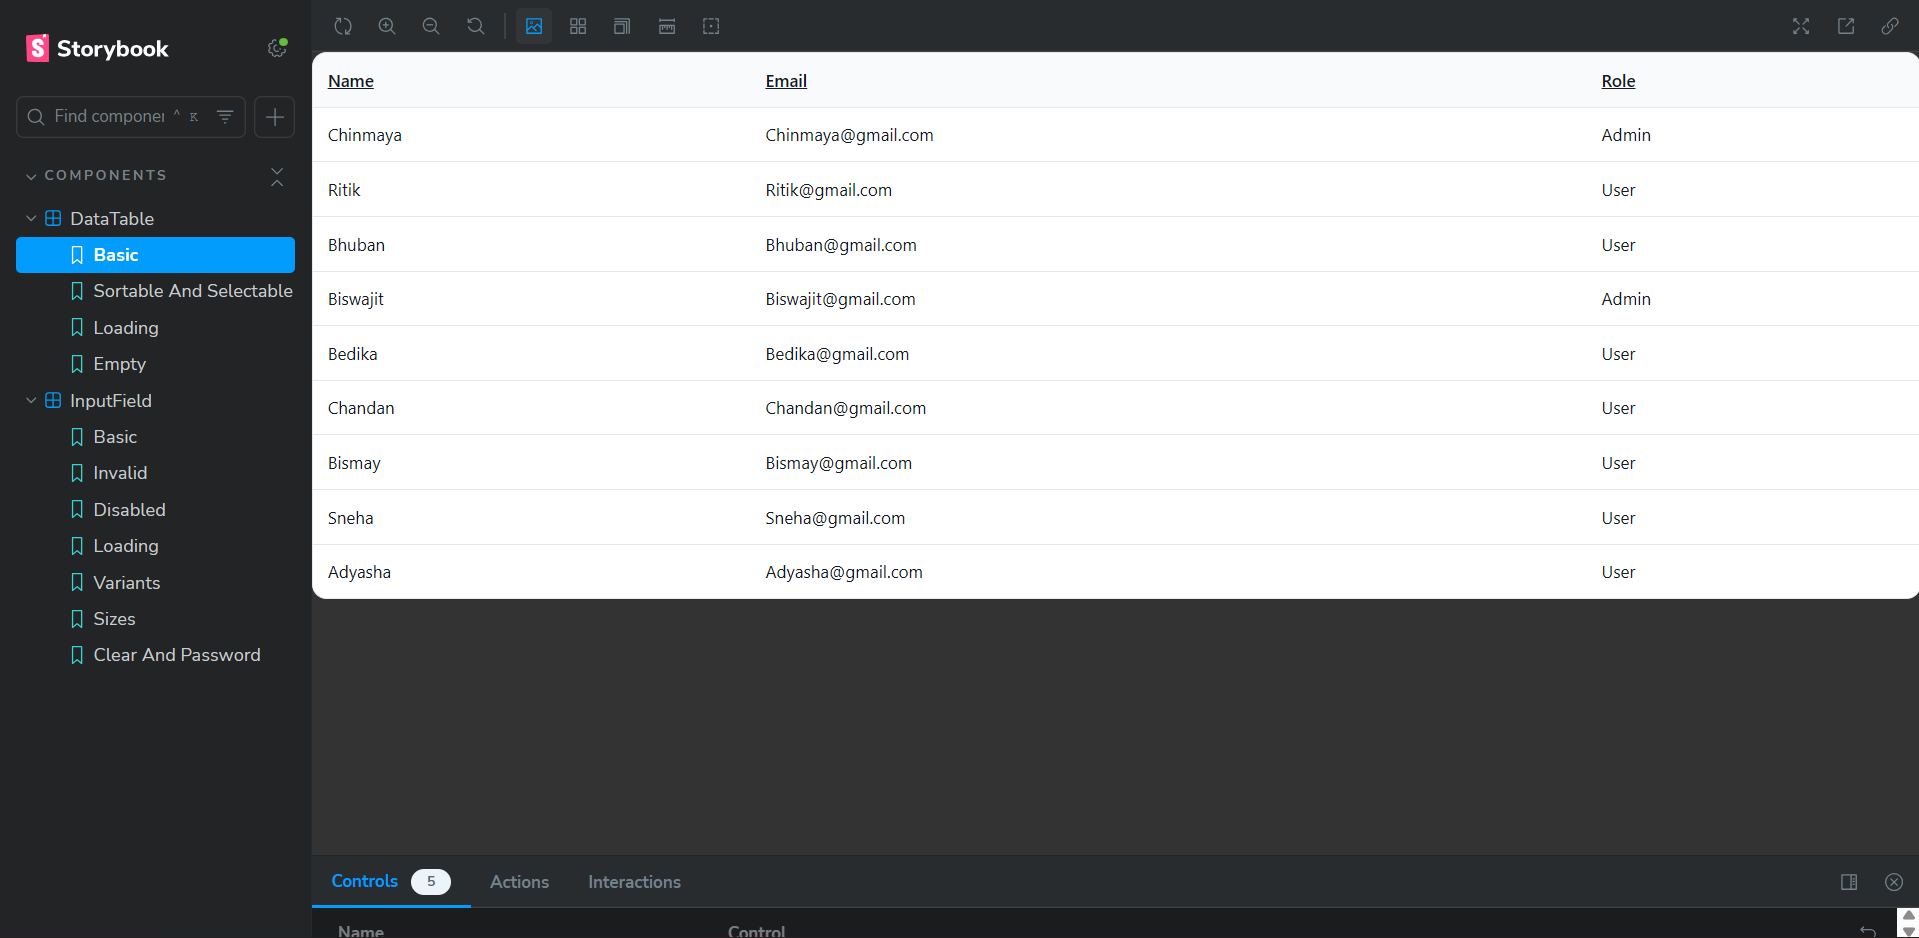 Storybook
Find componer ^ K
COMPONENTS
DataTable
Basic
Sortable And Selectable
Loading
Empty
InputField
Basic
Invalid
Disabled
Loading
Variants
Sizes
Clear And Password
Name Email Role
Chinmaya Chinmaya@gmail.com Admin
Ritik Ritik@gmail.com User
Bhuban Bhuban@gmail.com User
Biswajit Biswajit@gmail.com Admin
Bedika Bedika@gmail.com User
Chandan Chandan@gmail.com User
Bismay Bismay@gmail.com User
Sneha Sneha@gmail.com User
Adyasha Adyasha@gmail.com User
Controls 5 Actions Interactions
Name Control